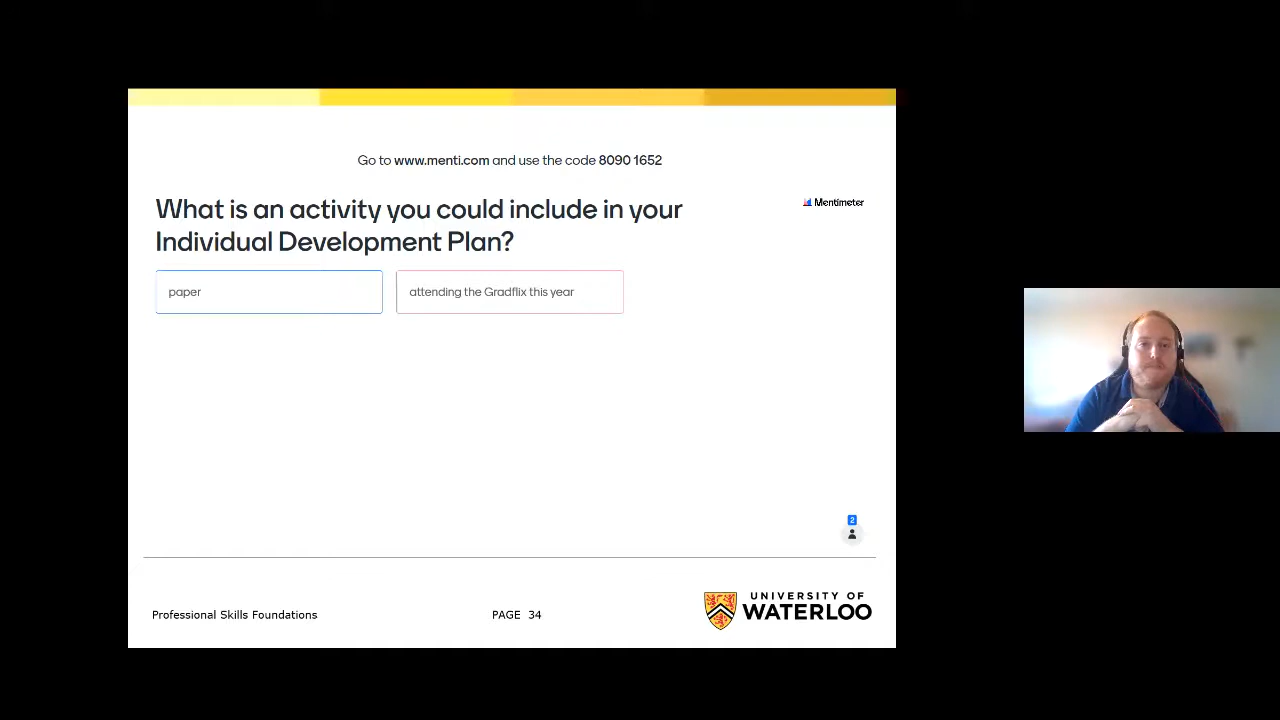 Go to www.menti.com and use the code 8090 1652
What is an activity you could include in your
Individual Development Plan?
Mentimeter
paper
attending the Gradflix this year
2
Professional Skills Foundations
PAGE 34
UNIVERSITY OF
WATERLOO